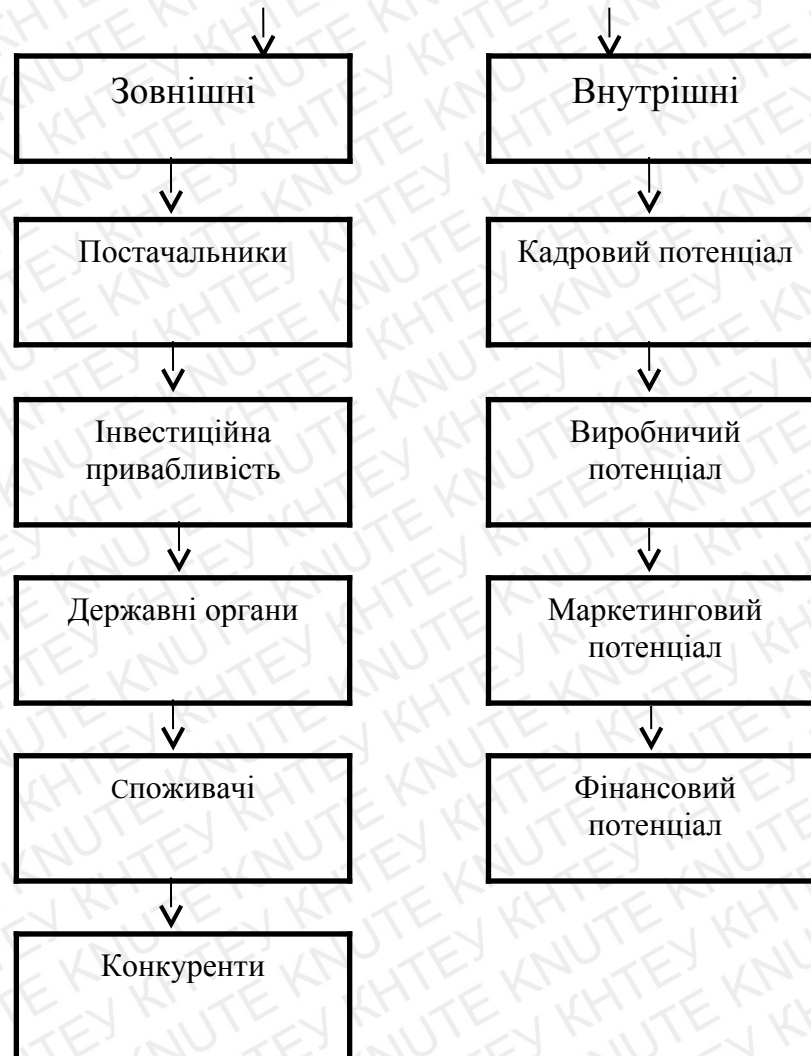 Зовнішні
Постачальники
Інвестиційна
привабливість
Державні органи
Споживачі
Конкуренти
Внутрішні
Кадровий потенціал
Виробничий
потенціал
Маркетинговий
потенціал
Фінансовий
потенціал